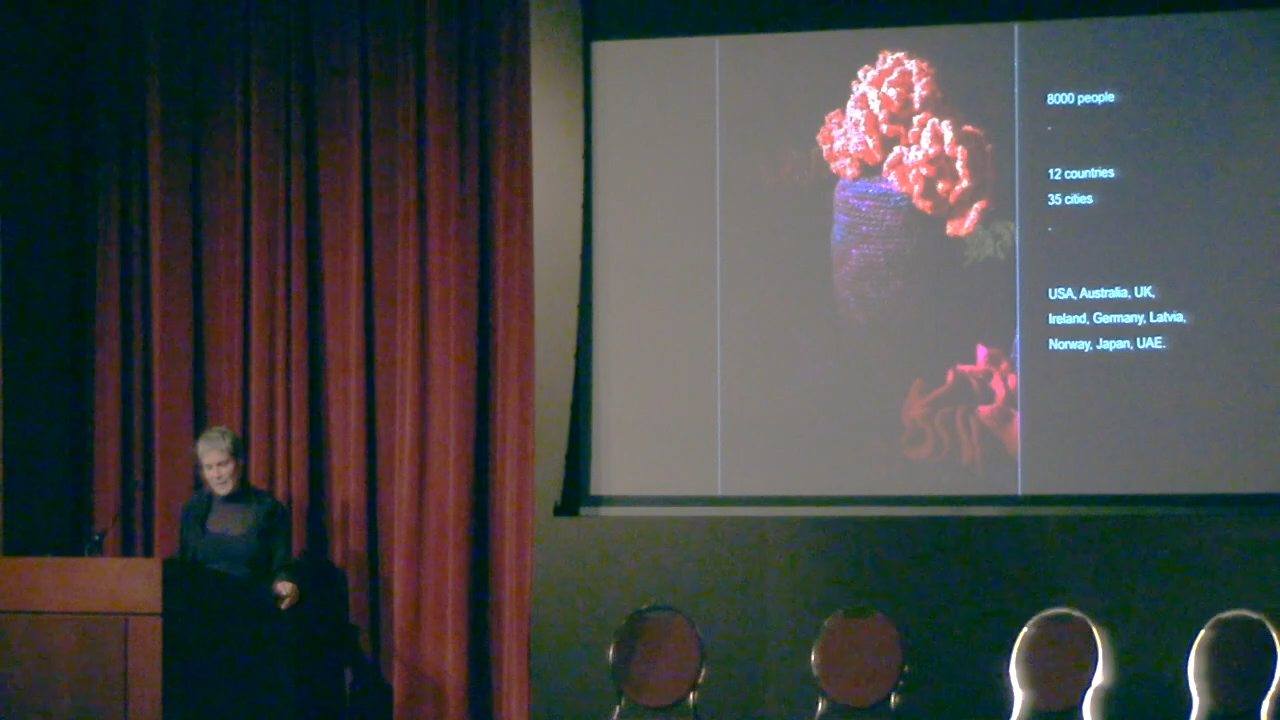 8000 people
.
12 countries
35 cities
.
USA, Australia, UK,
Ireland, Germany, Latvia,
Norway, Japan, UAE.